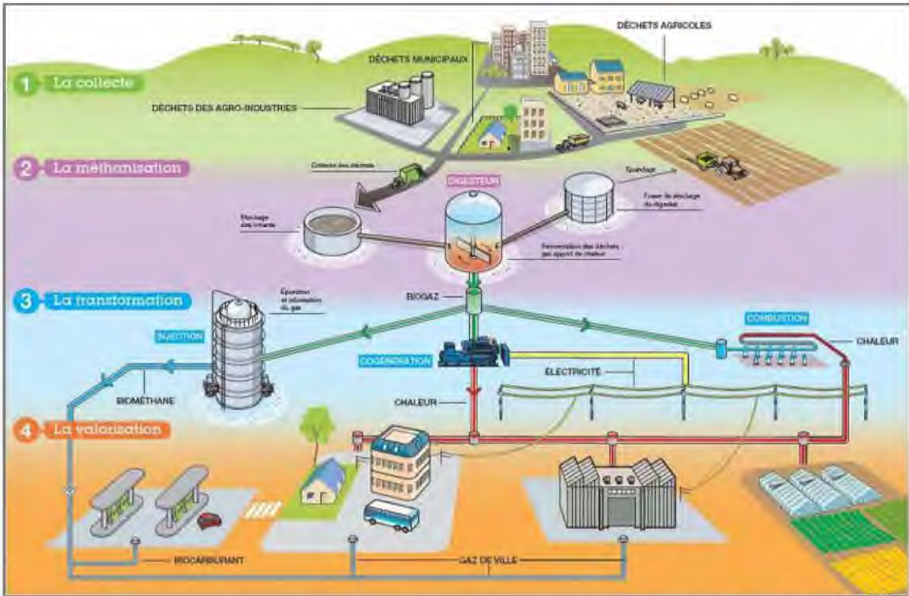 1 La collecte
DÉCHETS DES AGRO-INDUSTRIES
DÉCHETS MUNICIPAUX
DÉCHETS AGRICOLES
2 La méthanisation
Collecte des déchets
Stockage
des intrants
DIGESTEUR
Epandage
Fosse de stockage
du digestat
Fermentation des déchets
par apport de chaleur
3 La transformation
Épuration
et odorisation
du gaz
INJECTION
BIOMÉTHANE
BIOGAZ
COGÉNÉRATION
CHALEUR
ÉLECTRICITÉ
COMBUSTION
CHALEUR
4 La valorisation
BIOCARBURANT
GAZ DE VILLE